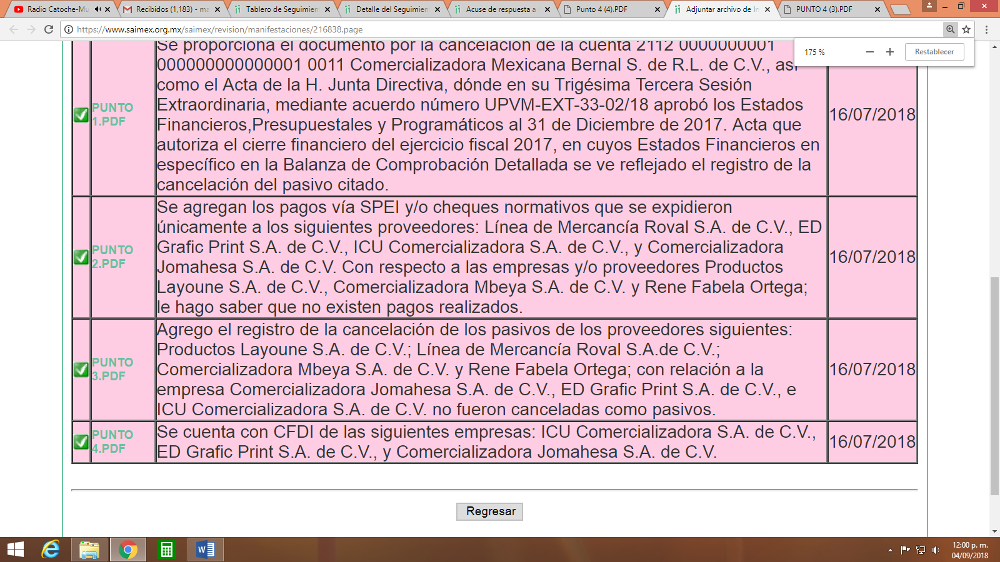 Radio Catoche-Mu
Recibidos (1,183) - ma
Tablero de Seguimien
Detalle del Seguimien
Acuse de respuesta a
Punto 4 (4).PDF
Adjuntar archivo de In
PUNTO 4 (3).PDF
https://www.saimex.org.mx/saimex/revision/manifestaciones/216838.page
175 %
Restablecer
PUNTO
1.PDF
Se proporciona el documento por la cancelación de la cuenta 2112 0000000001
000000000000001 0011 Comercializadora Mexicana Bernal S. de R.L. de C.V., así
como el Acta de la H. Junta Directiva, dónde en su Trigésima Tercera Sesión
Extraordinaria, mediante acuerdo número UPVM-EXT-33-02/18 aprobó los Estados
Financieros,Presupuestales y Programáticos al 31 de Diciembre de 2017. Acta que
autoriza el cierre financiero del ejercicio fiscal 2017, en cuyos Estados Financieros en
específico en la Balanza de Comprobación Detallada se ve reflejado el registro de la
cancelación del pasivo citado.
16/07/2018
PUNTO
2.PDF
Se agregan los pagos vía SPEI y/o cheques normativos que se expidieron
únicamente a los siguientes proveedores: Línea de Mercancía Roval S.A. de C.V., ED
Grafic Print S.A. de C.V., ICU Comercializadora S.A. de C.V., y Comercializadora
Jomahesa S.A. de C.V. Con respecto a las empresas y/o proveedores Productos
Layoune S.A. de C.V., Comercializadora Mbeya S.A. de C.V. y Rene Fabela Ortega;
le hago saber que no existen pagos realizados.
16/07/2018
PUNTO
3.PDF
Agrego el registro de la cancelación de los pasivos de los proveedores siguientes:
Productos Layoune S.A. de C.V.; Línea de Mercancía Roval S.A.de C.V.;
Comercializadora Mbeya S.A. de C.V. y Rene Fabela Ortega; con relación a la
empresa Comercializadora Jomahesa S.A. de C.V., ED Grafic Print S.A. de C.V., e
ICU Comercializadora S.A. de C.V. no fueron canceladas como pasivos.
16/07/2018
PUNTO
4.PDF
Se cuenta con CFDI de las siguientes empresas: ICU Comercializadora S.A. de C.V.,
ED Grafic Print S.A. de C.V., y Comercializadora Jomahesa S.A. de C.V.
16/07/2018
Regresar
12:00 p. m.
04/09/2018